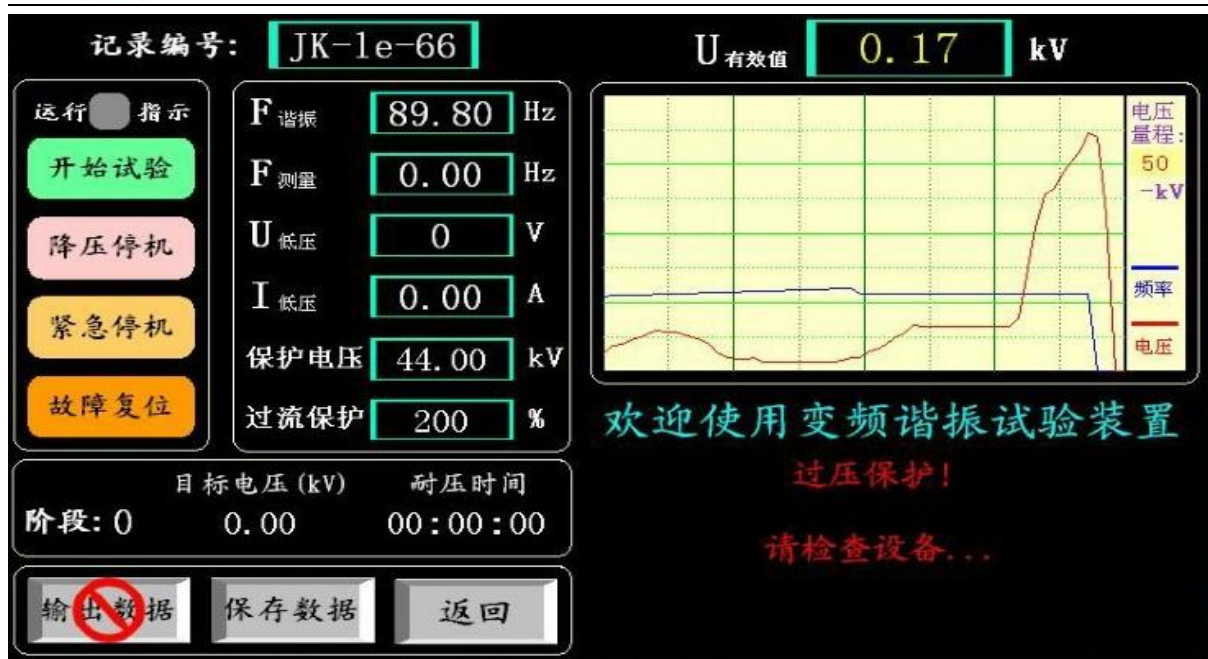 记录编号: JK-1e-66
U有效值 0.17 kV
运行 指示
开始试验
降压停机
紧急停机
故障复位
F谐振 89.80 Hz
F测量 0.00 Hz
U低压 0 V
I低压 0.00 A
保护电压 44.00 kV
过流保护 200 %
电压
量程:
50
-kV
频率
电压
欢迎使用变频谐振试验装置
过压保护!
请检查设备...
目标电压(kV) 耐压时间
阶段: 0 0.00 00:00:00
输出数据 保存数据 返回